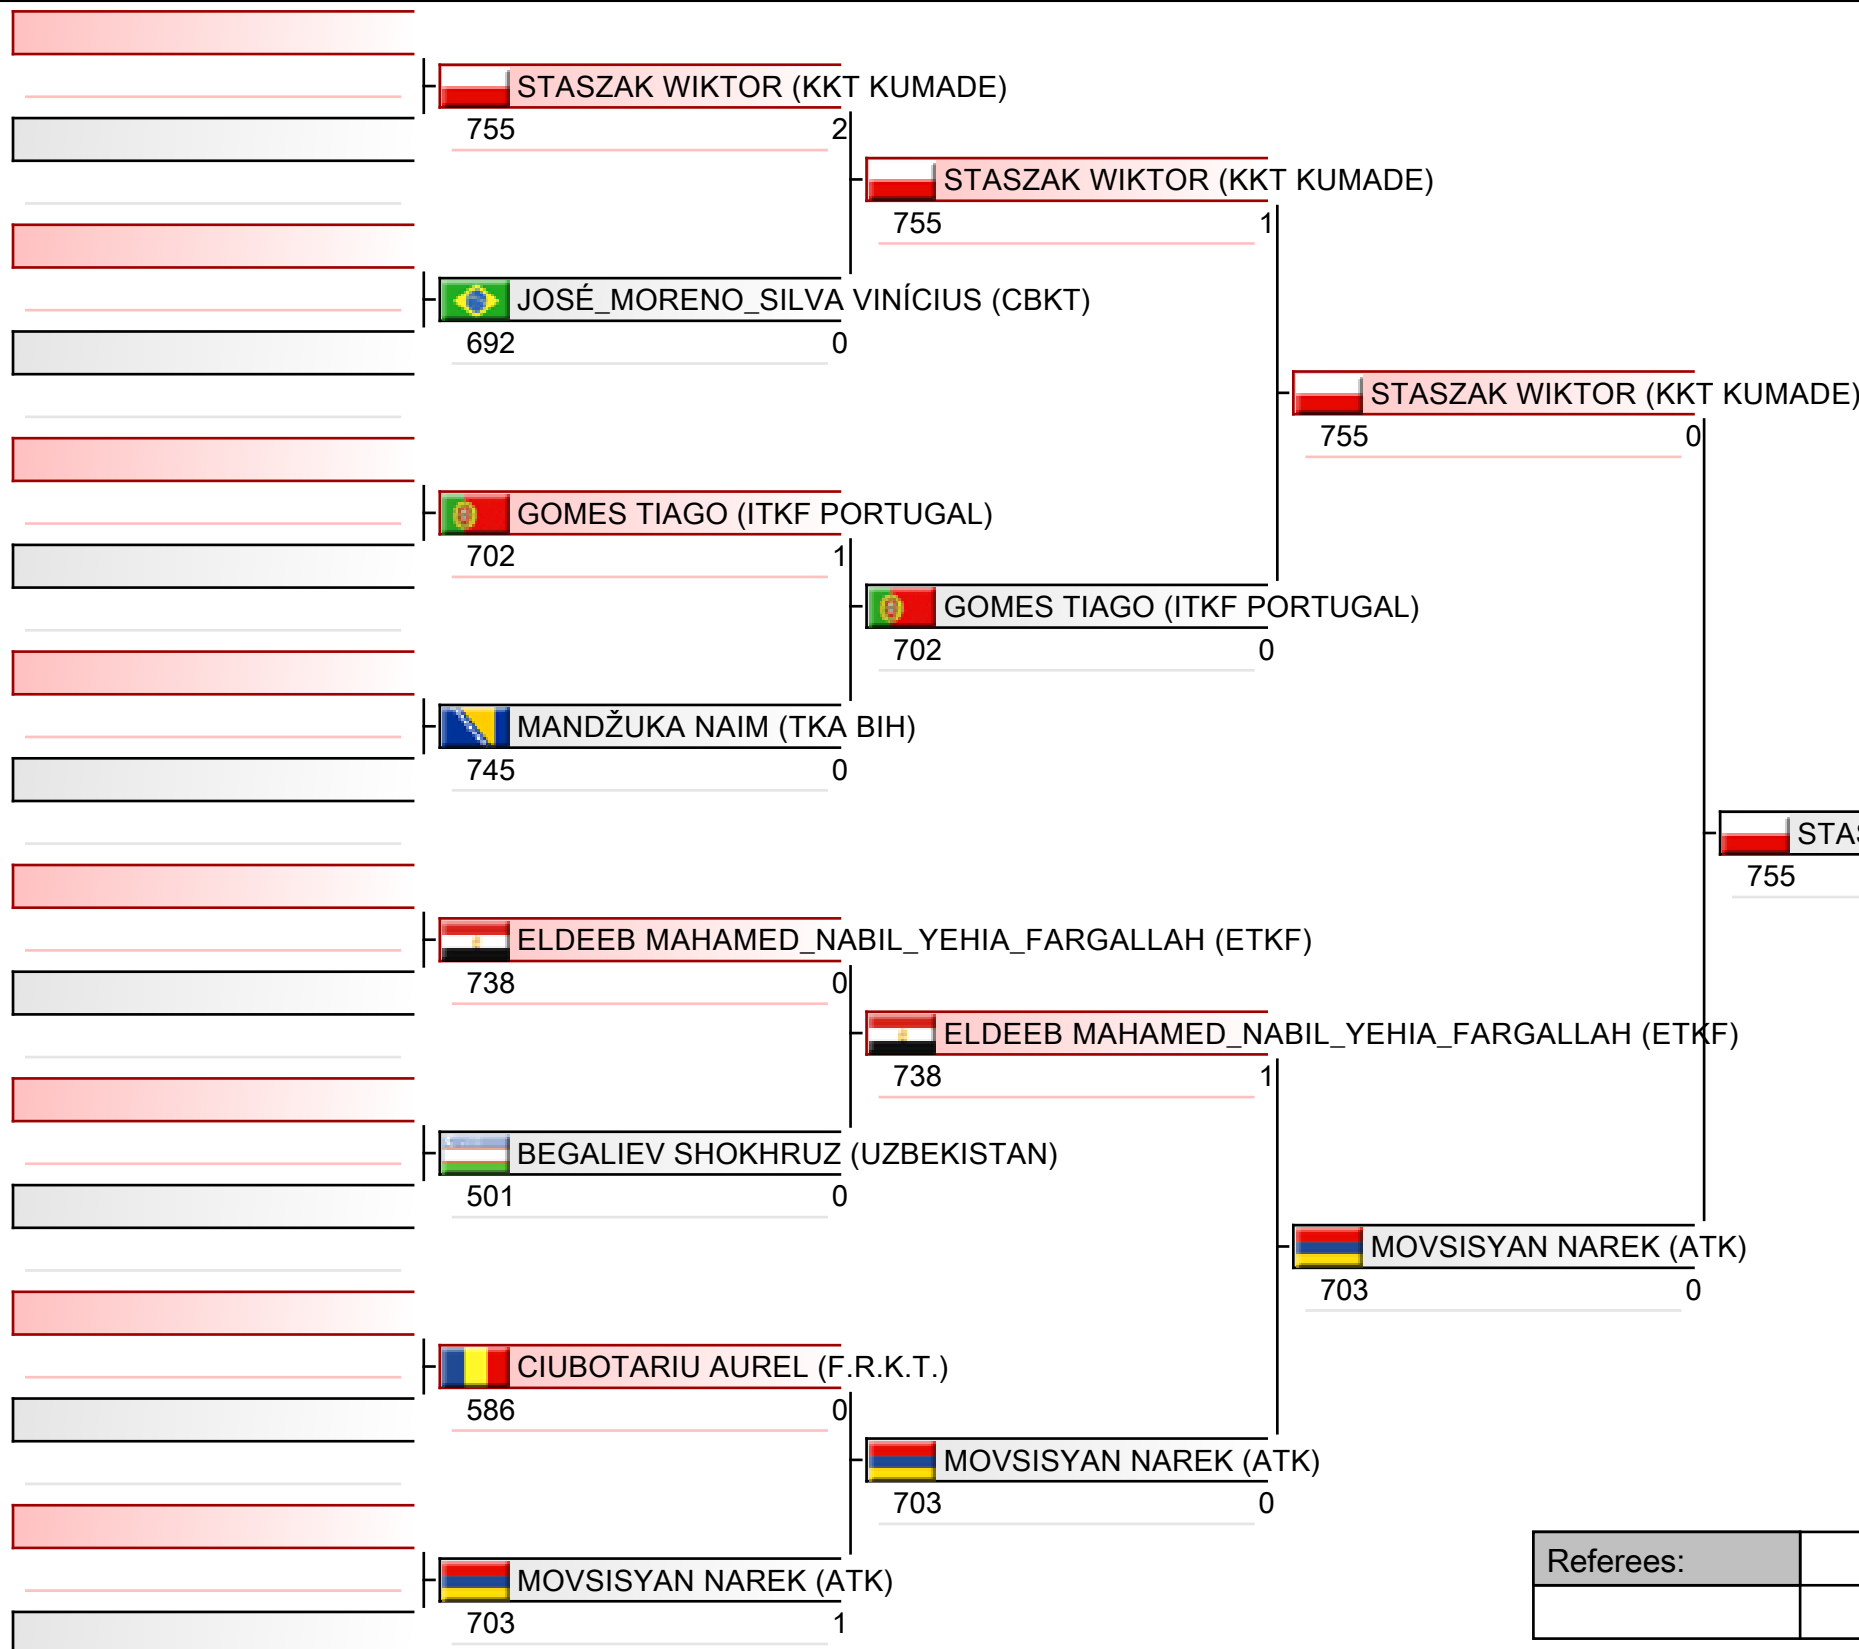 STASZAK WIKTOR (KKT KUMADE)
755 2
JOSÉ_MORENO_SILVA VINÍCIUS (CBKT)
692 0
GOMES TIAGO (ITKF PORTUGAL)
702 1
MANDŽUKA NAIM (TKA BIH)
745 0
ELDEEB MAHAMED_NABIL_YEHIA_FARGALLAH (ETKF)
738 0
BEGALIEV SHOKHRUZ (UZBEKISTAN)
501 0
CIUBOTARIU AUREL (F.R.K.T.)
586 0
MOVSISYAN NAREK (ATK)
703 1
STASZAK WIKTOR (KKT KUMADE)
755 1
GOMES TIAGO (ITKF PORTUGAL)
702 0
ELDEEB MAHAMED_NABIL_YEHIA_FARGALLAH (ETKF)
738 1
MOVSISYAN NAREK (ATK)
703 0
STASZAK WIKTOR (KKT KUMADE)
755 0
MOVSISYAN NAREK (ATK)
703 0
STAS
755
Referees: